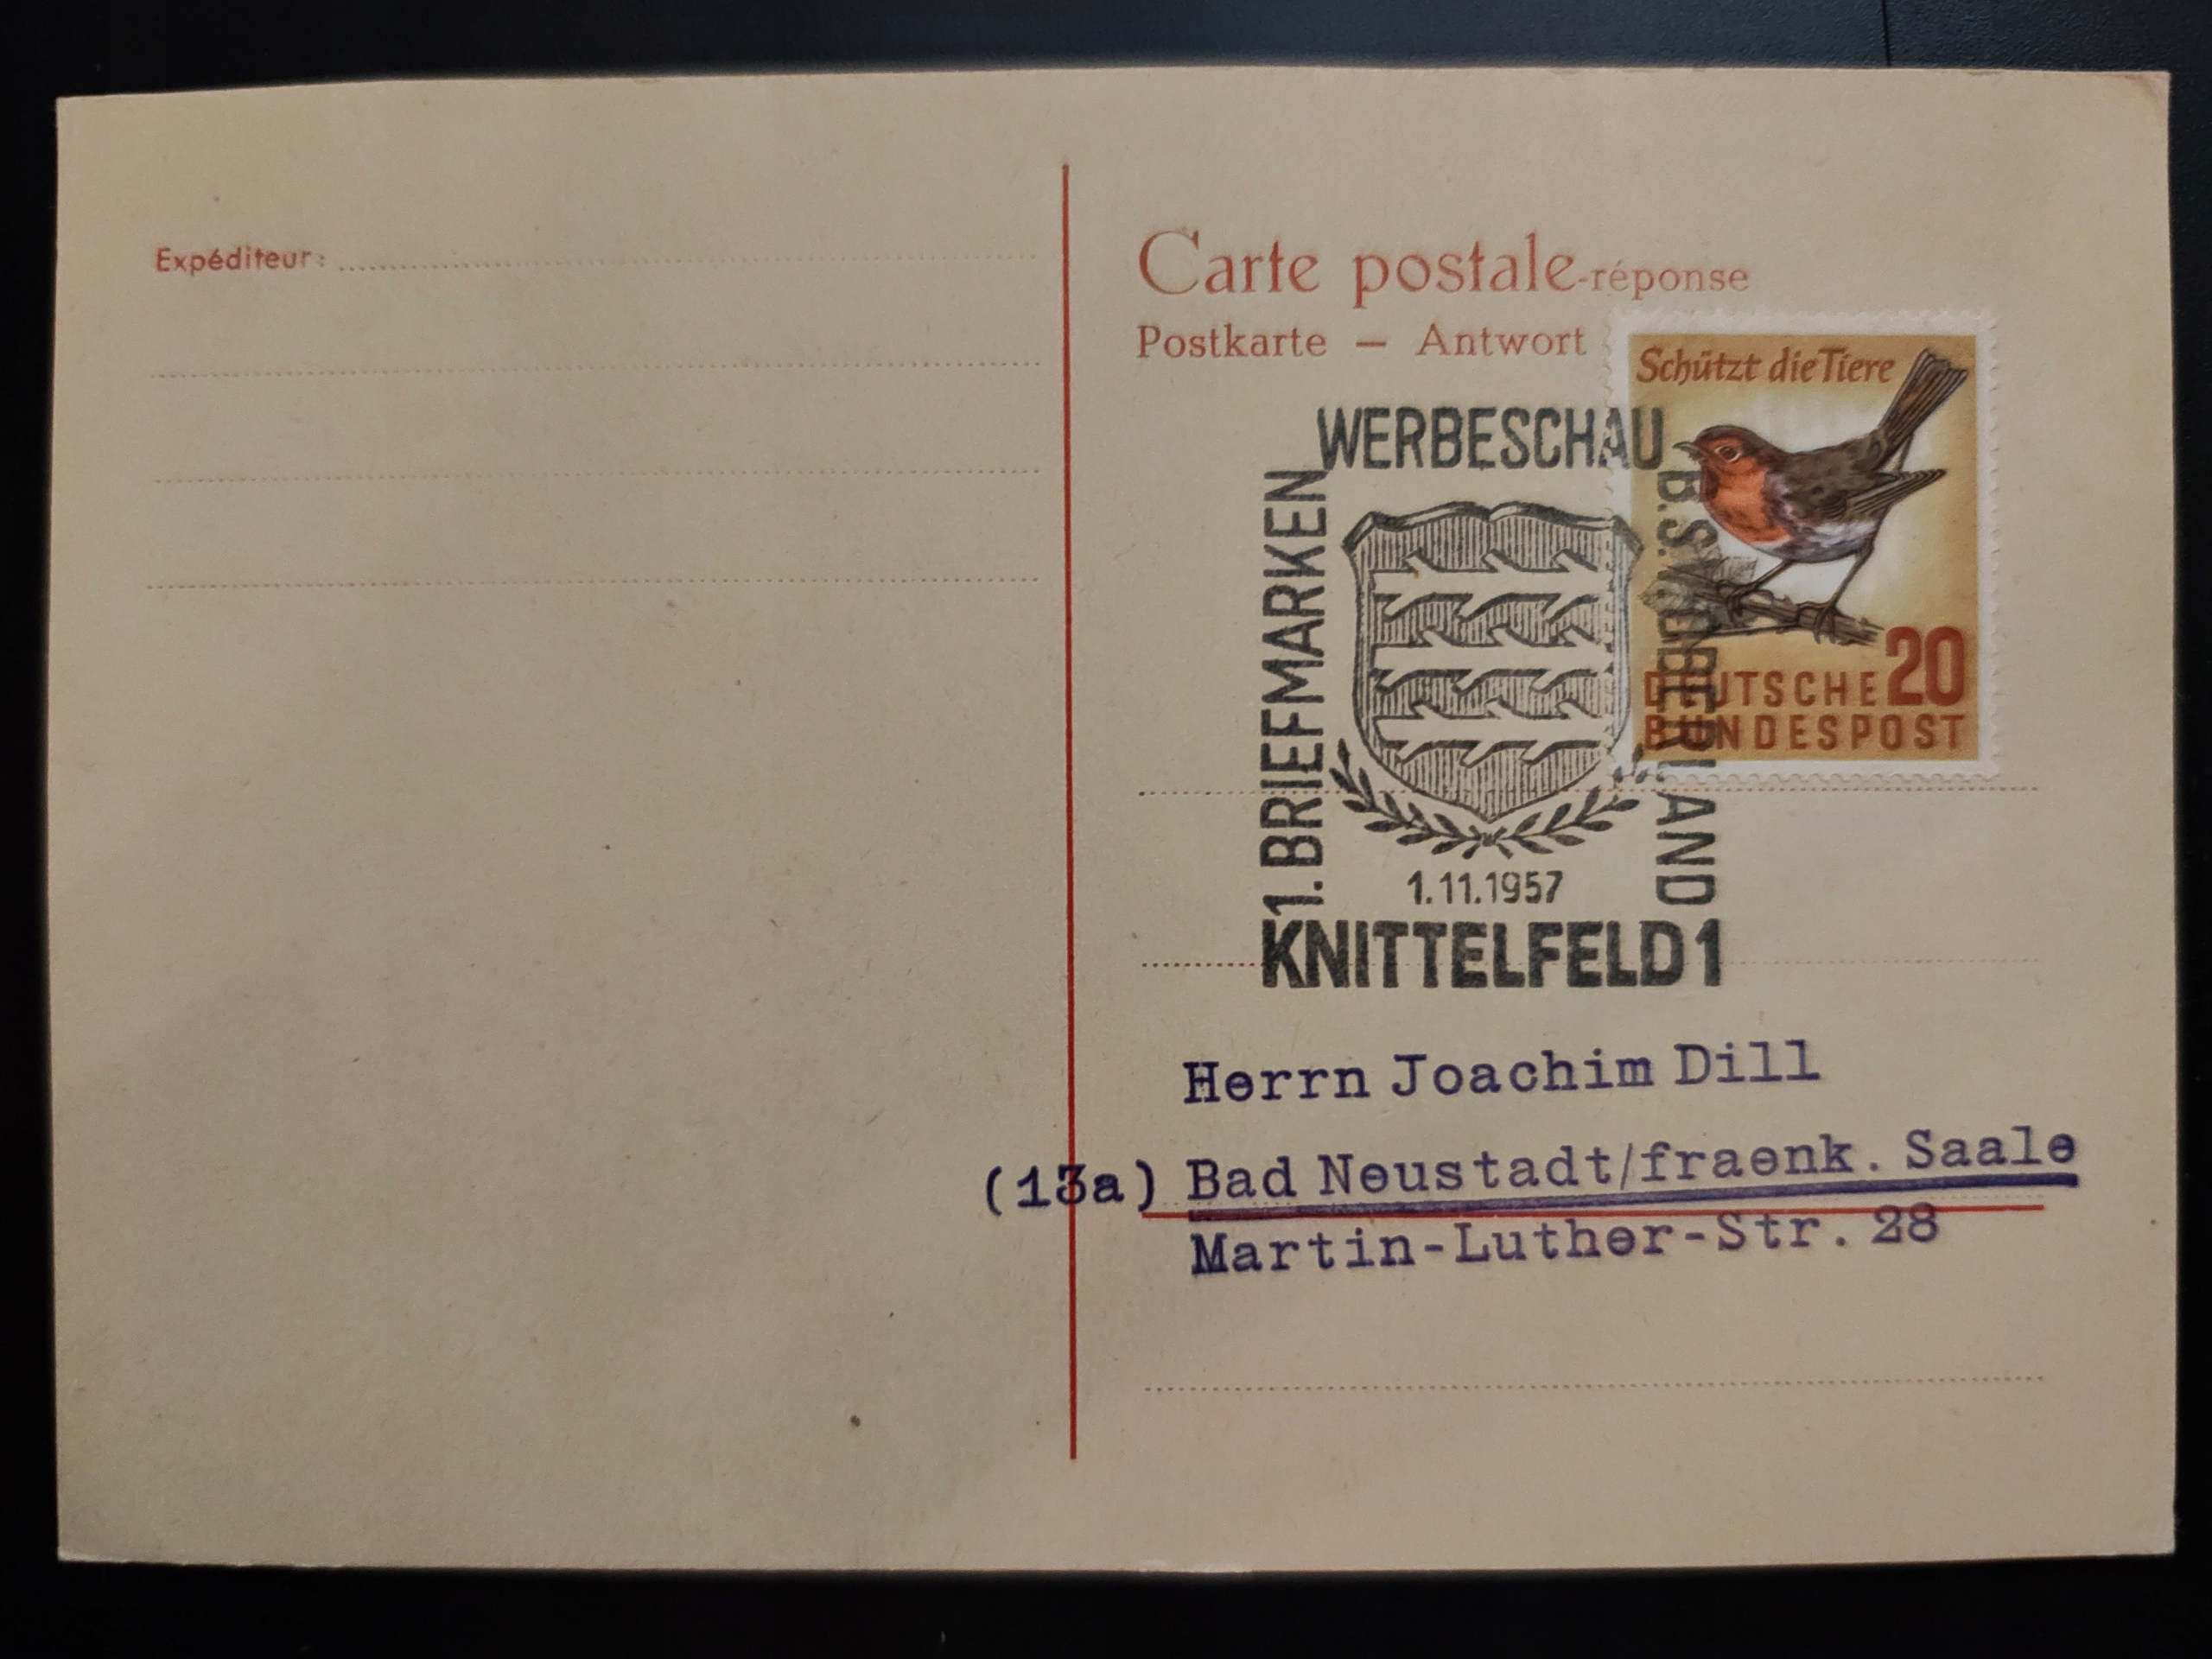 Expéditeur:
Carte postale-réponse
Postkarte — Antwort
Schützt die Tiere
20
DEUTSCHE
BUNDESPOST
1. BRIEFMARKEN
WERBESCHAU
B.S.V. OBERLAND
1.11.1957
KNITTELFELD 1
Herrn Joachim Dill
(13a) Bad Neustadt/fraenk. Saale
Martin-Luther-Str. 28